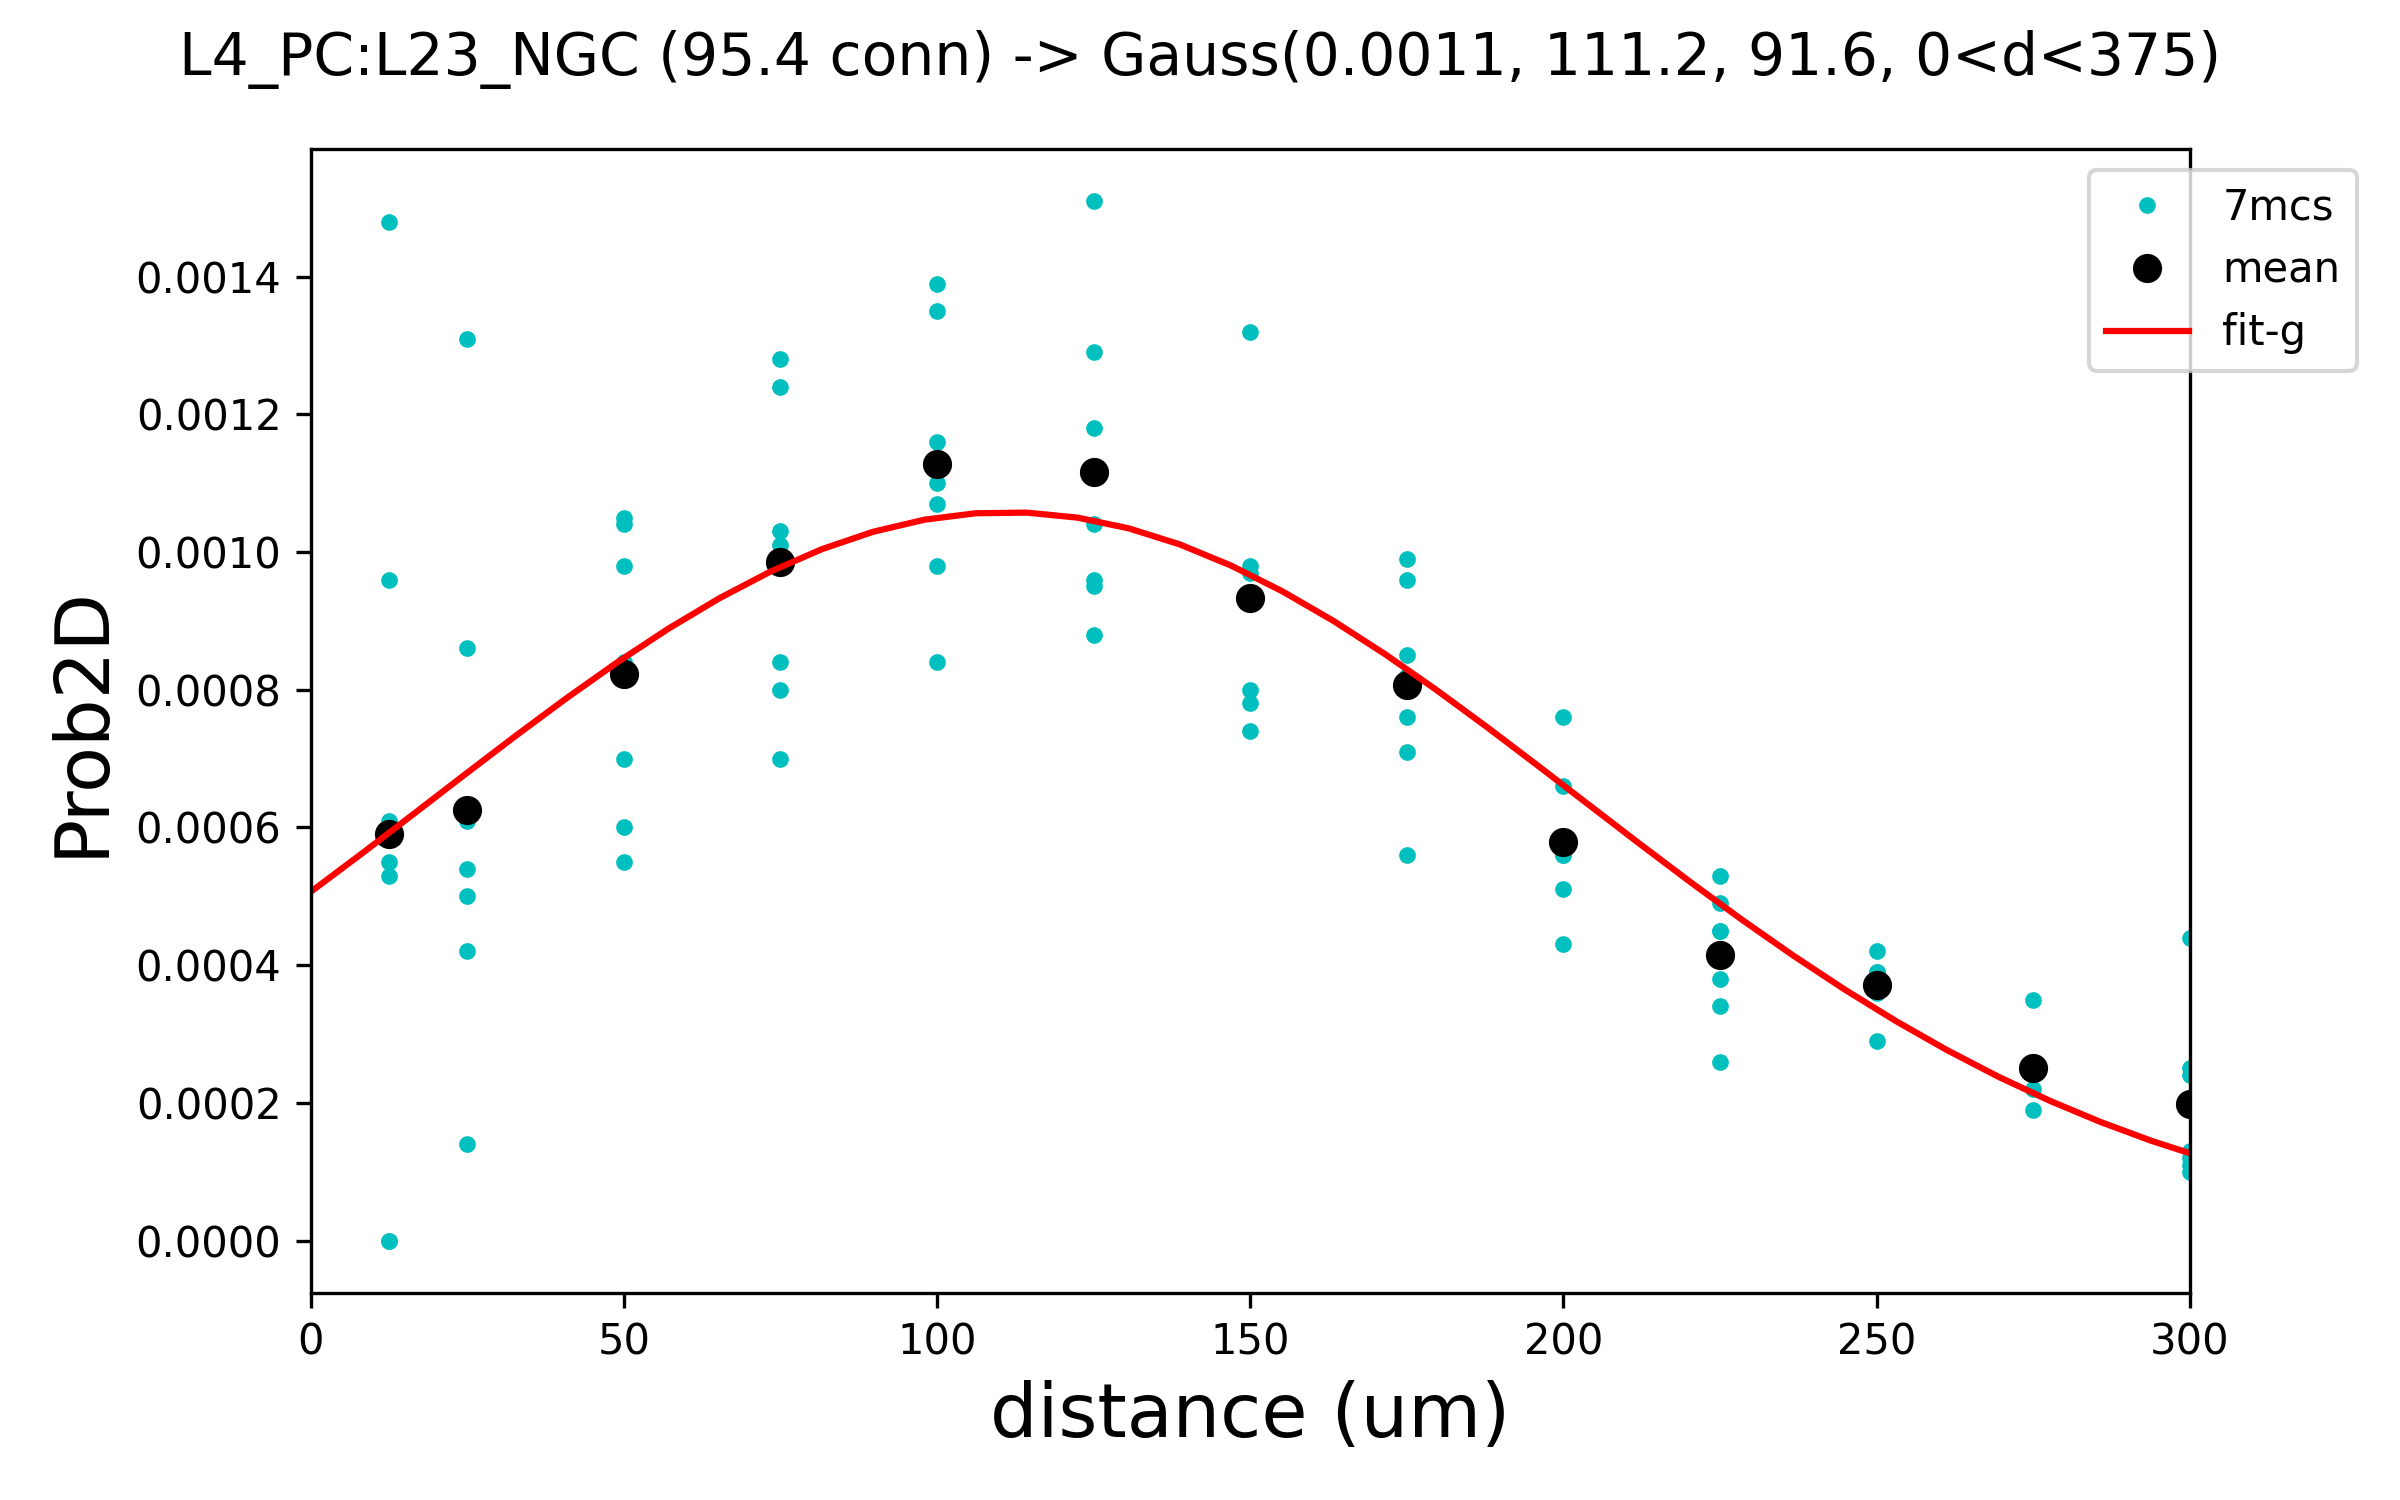 L4_PC:L23_NGC (95.4 conn) -> Gauss(0.0011, 111.2, 91.6, 0<d<375)
7mcs
mean
fit-g
Prob2D
0.0014
0.0012
0.0010
0.0008
0.0006
0.0004
0.0002
0.0000
0 50 100 150 200 250 300
distance (um)